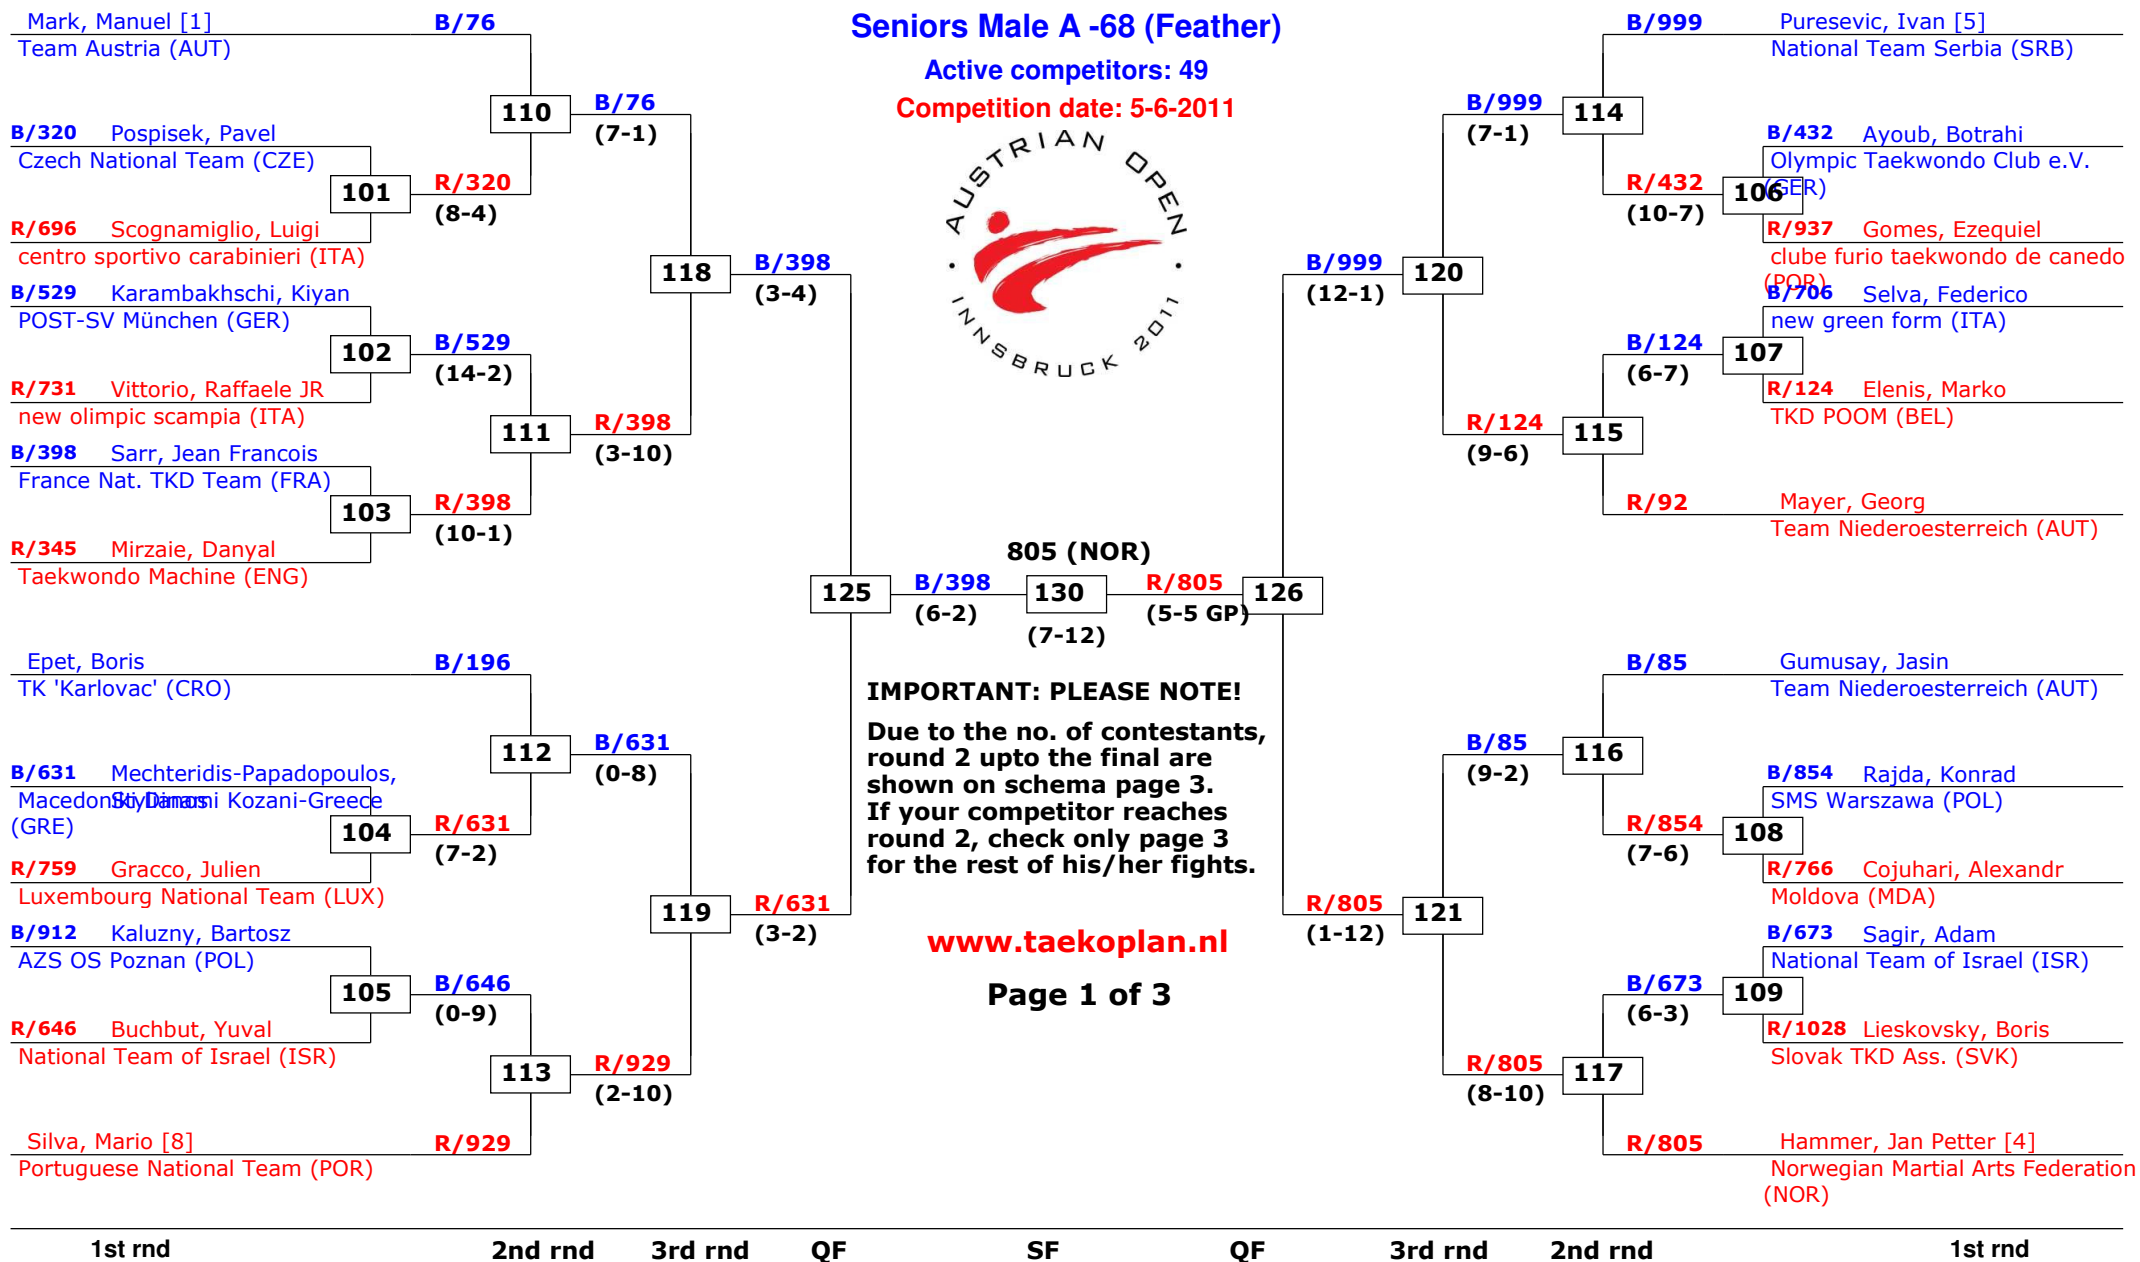 Seniors Male A -68 (Feather)
Active competitors: 49
Competition date: 5-6-2011
AUSTRIAN OPEN
INNSBRUCK 2011
Mark, Manuel [1]
B/76
Team Austria (AUT)
110
B/76
(7-1)
B/320 Pospisek, Pavel
Czech National Team (CZE)
101
R/320
(8-4)
R/696 Scognamiglio, Luigi
centro sportivo carabinieri (ITA)
118
B/398
(3-4)
B/529 Karambakhschi, Kiyan
POST-SV München (GER)
102
B/529
(14-2)
R/731 Vittorio, Raffaele JR
new olimpic scampia (ITA)
111
R/398
(3-10)
B/398 Sarr, Jean Francois
France Nat. TKD Team (FRA)
103
R/398
(10-1)
R/345 Mirzaie, Danyal
Taekwondo Machine (ENG)
125
B/398
(6-2)
805 (NOR)
130
(7-12)
R/805
(5-5 GP)
126
Epet, Boris
B/196
TK 'Karlovac' (CRO)
112
B/631
(0-8)
B/631 Mechteridis-Papadopoulos,
Stylianos
Macedoniki Dinami Kozani-Greece
(GRE)
104
R/631
(7-2)
R/759 Gracco, Julien
Luxembourg National Team (LUX)
119
R/631
(3-2)
B/912 Kaluzny, Bartosz
AZS OS Poznan (POL)
105
B/646
(0-9)
R/646 Buchbut, Yuval
National Team of Israel (ISR)
113
R/929
(2-10)
Silva, Mario [8]
R/929
Portuguese National Team (POR)
IMPORTANT: PLEASE NOTE!
Due to the no. of contestants,
round 2 upto the final are
shown on schema page 3.
If your competitor reaches
round 2, check only page 3
for the rest of his/her fights.
www.taekoplan.nl
Page 1 of 3
B/999
Puresevic, Ivan [5]
National Team Serbia (SRB)
B/999
(7-1)
114
B/432 Ayoub, Botrahi
Olympic Taekwondo Club e.V.
(GER)
R/432
(10-7)
106
R/937 Gomes, Ezequiel
clube furio taekwondo de canedo
(POR)
B/999
(12-1)
120
B/706 Selva, Federico
new green form (ITA)
B/124
(6-7)
107
R/124 Elenis, Marko
TKD POOM (BEL)
R/124
(9-6)
115
R/92
Mayer, Georg
Team Niederoesterreich (AUT)
B/85
Gumusay, Jasin
Team Niederoesterreich (AUT)
B/85
(9-2)
116
B/854 Rajda, Konrad
SMS Warszawa (POL)
R/854
(7-6)
108
R/766 Cojuhari, Alexandr
Moldova (MDA)
R/805
(1-12)
121
B/673 Sagir, Adam
National Team of Israel (ISR)
B/673
(6-3)
109
R/1028 Lieskovsky, Boris
Slovak TKD Ass. (SVK)
R/805
(8-10)
117
R/805
Hammer, Jan Petter [4]
Norwegian Martial Arts Federation
(NOR)
1st rnd 2nd rnd 3rd rnd QF SF QF 3rd rnd 2nd rnd 1st rnd